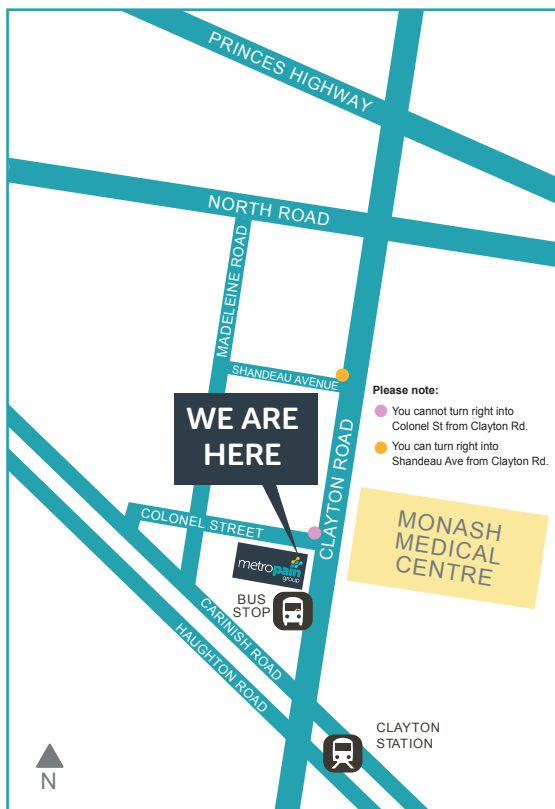 PRINCES HIGHWAY
NORTH ROAD
MADELEINE ROAD
SHANDEAU AVENUE
Please note:
You cannot turn right into
Colonel St from Clayton Rd.
You can turn right into
Shandeau Ave from Clayton Rd.
WE ARE
HERE
CLAYTON ROAD
COLONEL STREET
MONASH
MEDICAL
CENTRE
metropain
group
BUS
STOP
CARINISH ROAD
HAUGHTON ROAD
CLAYTON
STATION
N